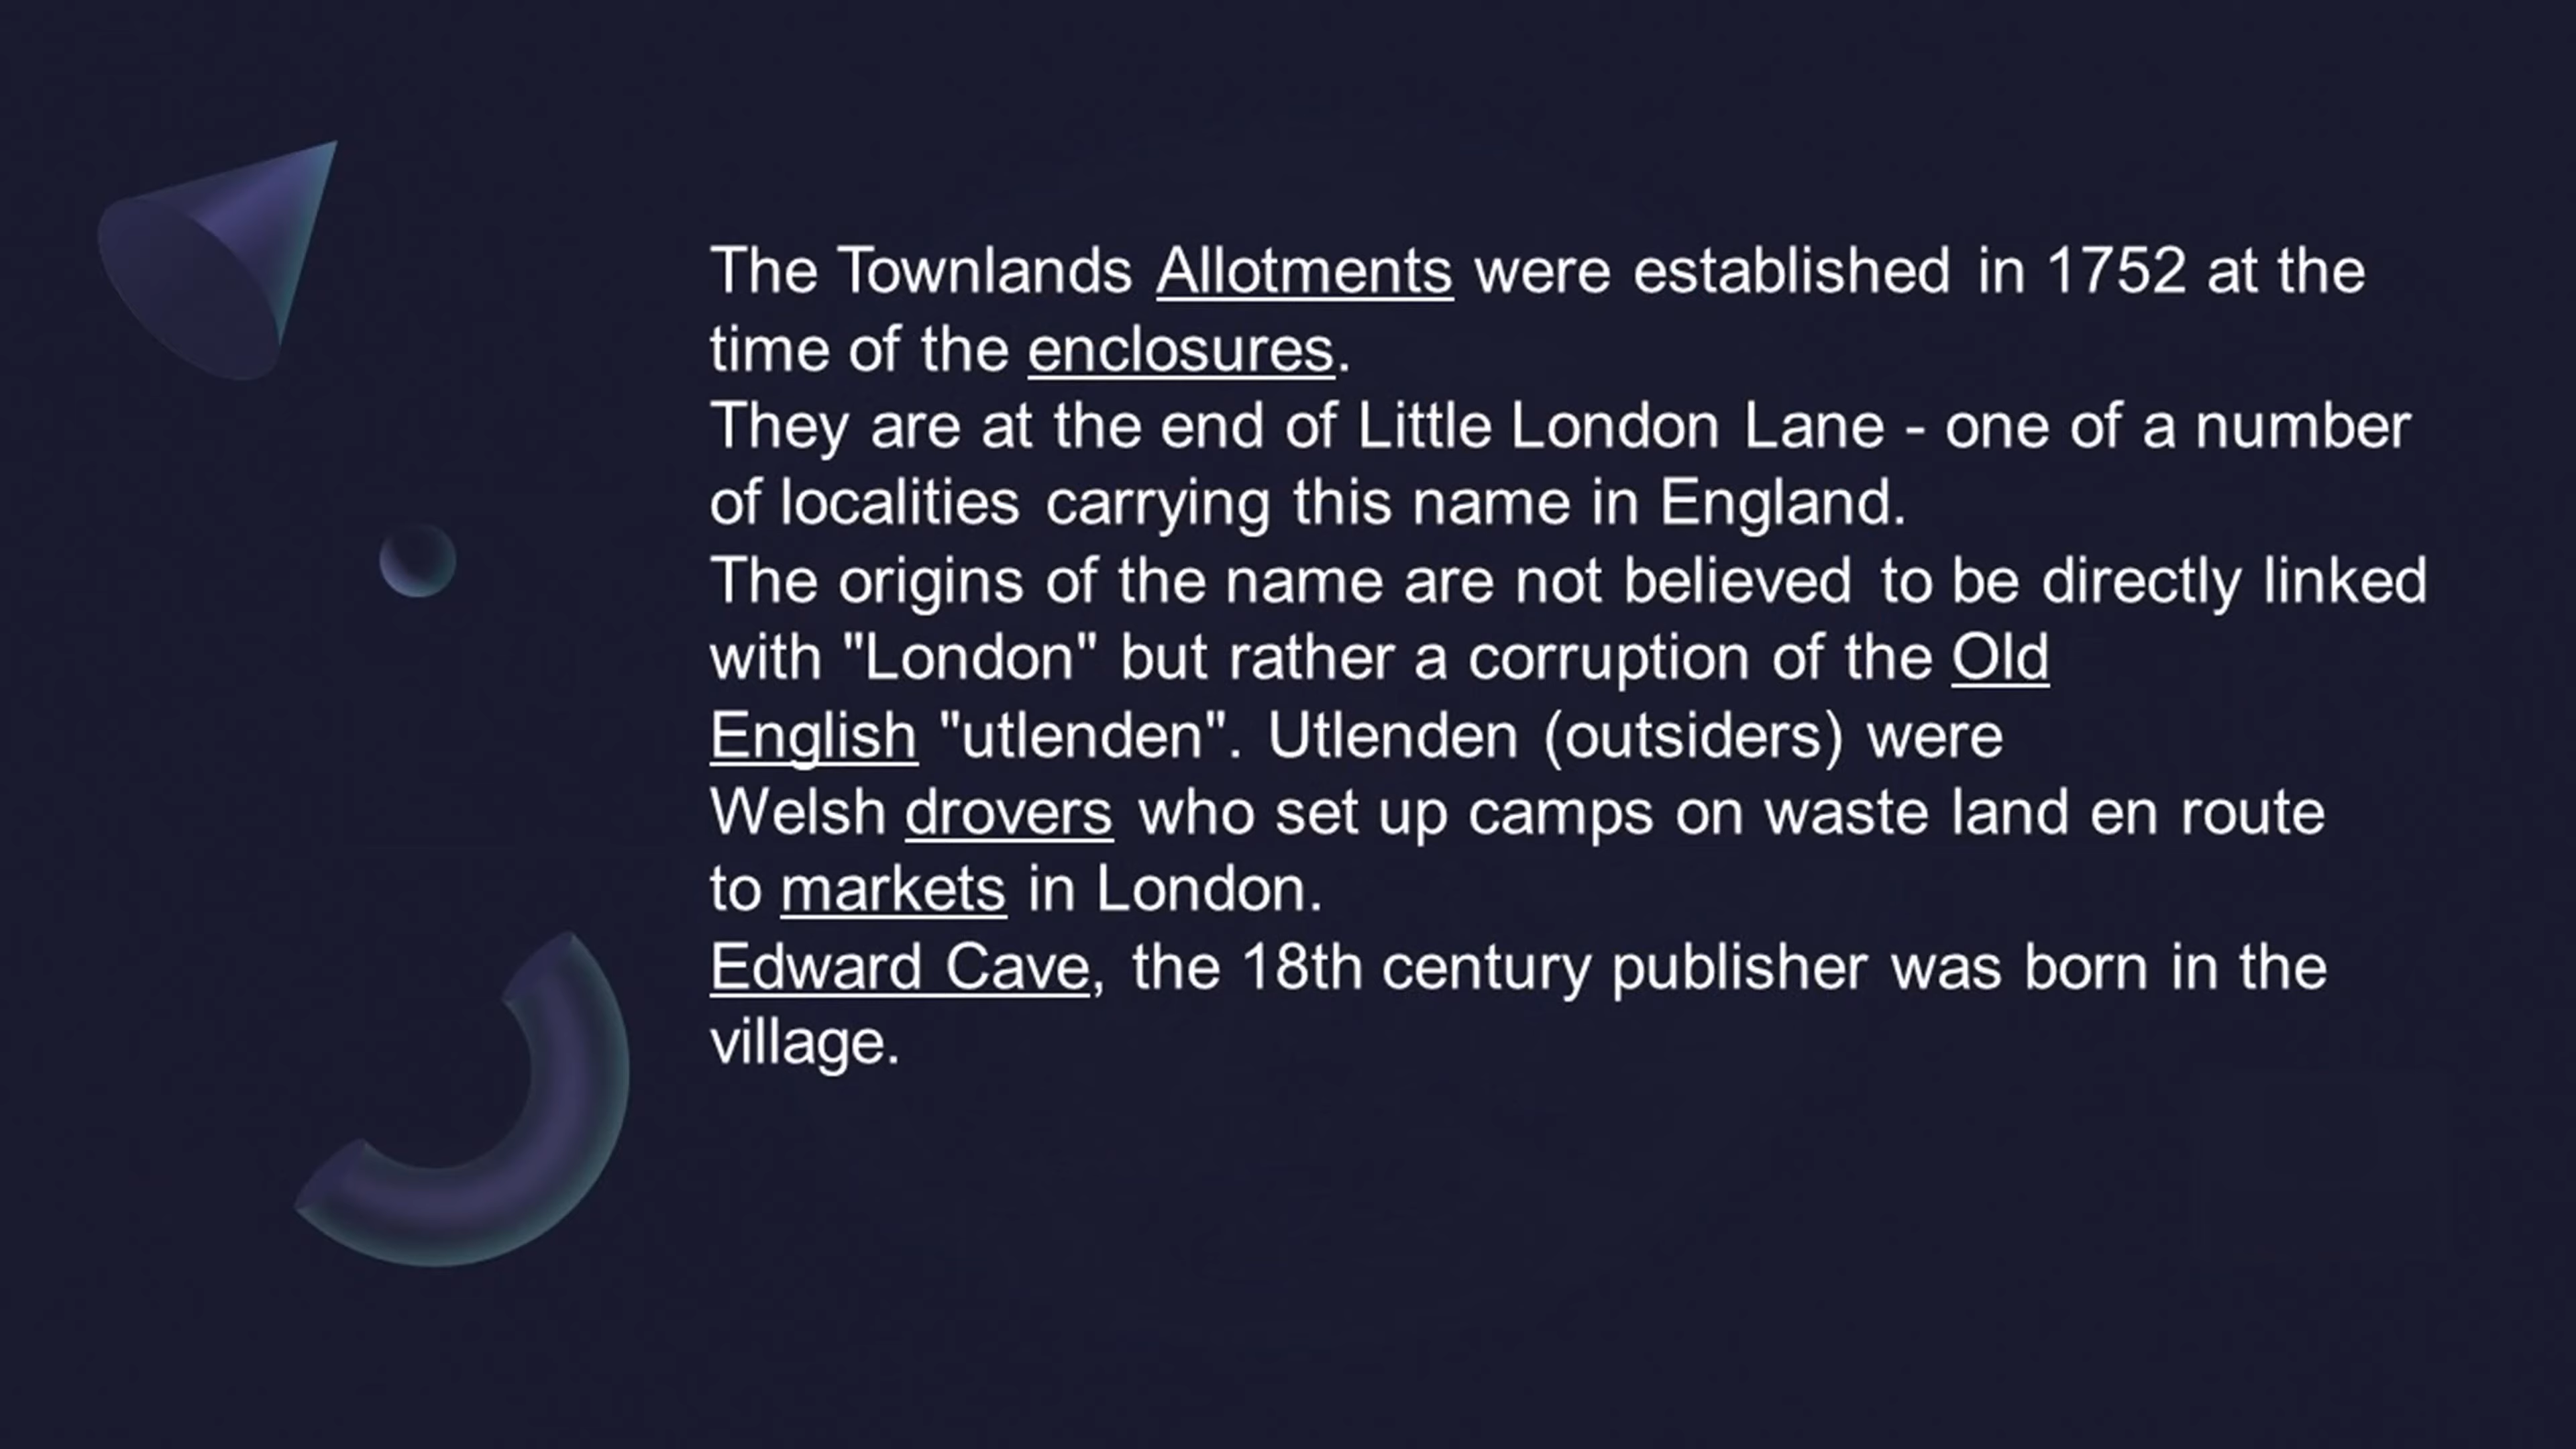 The Townlands Allotments were established in 1752 at the
time of the enclosures.
They are at the end of Little London Lane - one of a number
of localities carrying this name in England.
The origins of the name are not believed to be directly linked
with "London" but rather a corruption of the Old
English "utlenden". Utlenden (outsiders) were
Welsh drovers who set up camps on waste land en route
to markets in London.
Edward Cave, the 18th century publisher was born in the
village.